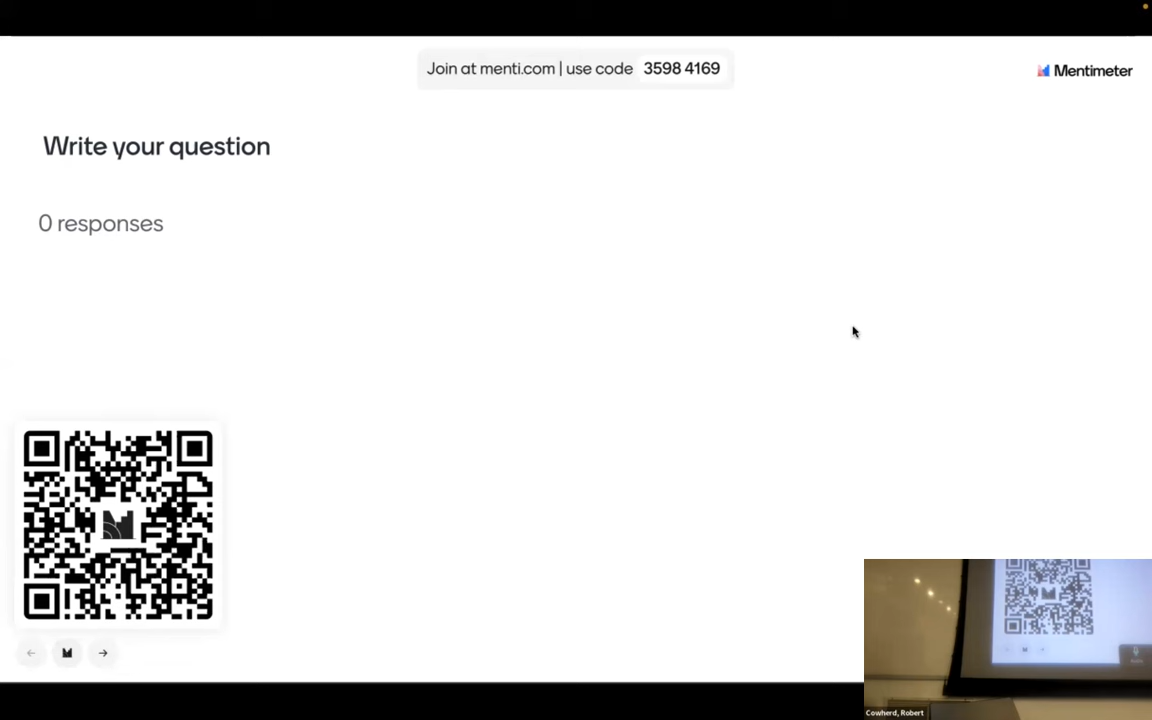 Join at menti.com | use code 3598 4169
Mentimeter
Write your question
0 responses
Cowherd, Robert